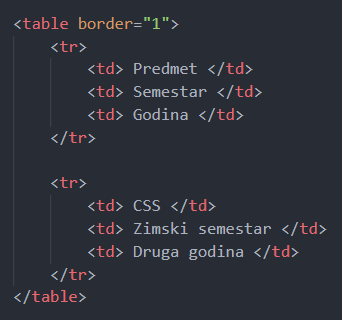 <table border="1">
    <tr>
        <td> Predmet </td>
        <td> Semestar </td>
        <td> Godina </td>
    </tr>

    <tr>
        <td> CSS </td>
        <td> Zimski semestar </td>
        <td> Druga godina </td>
    </tr>
</table>